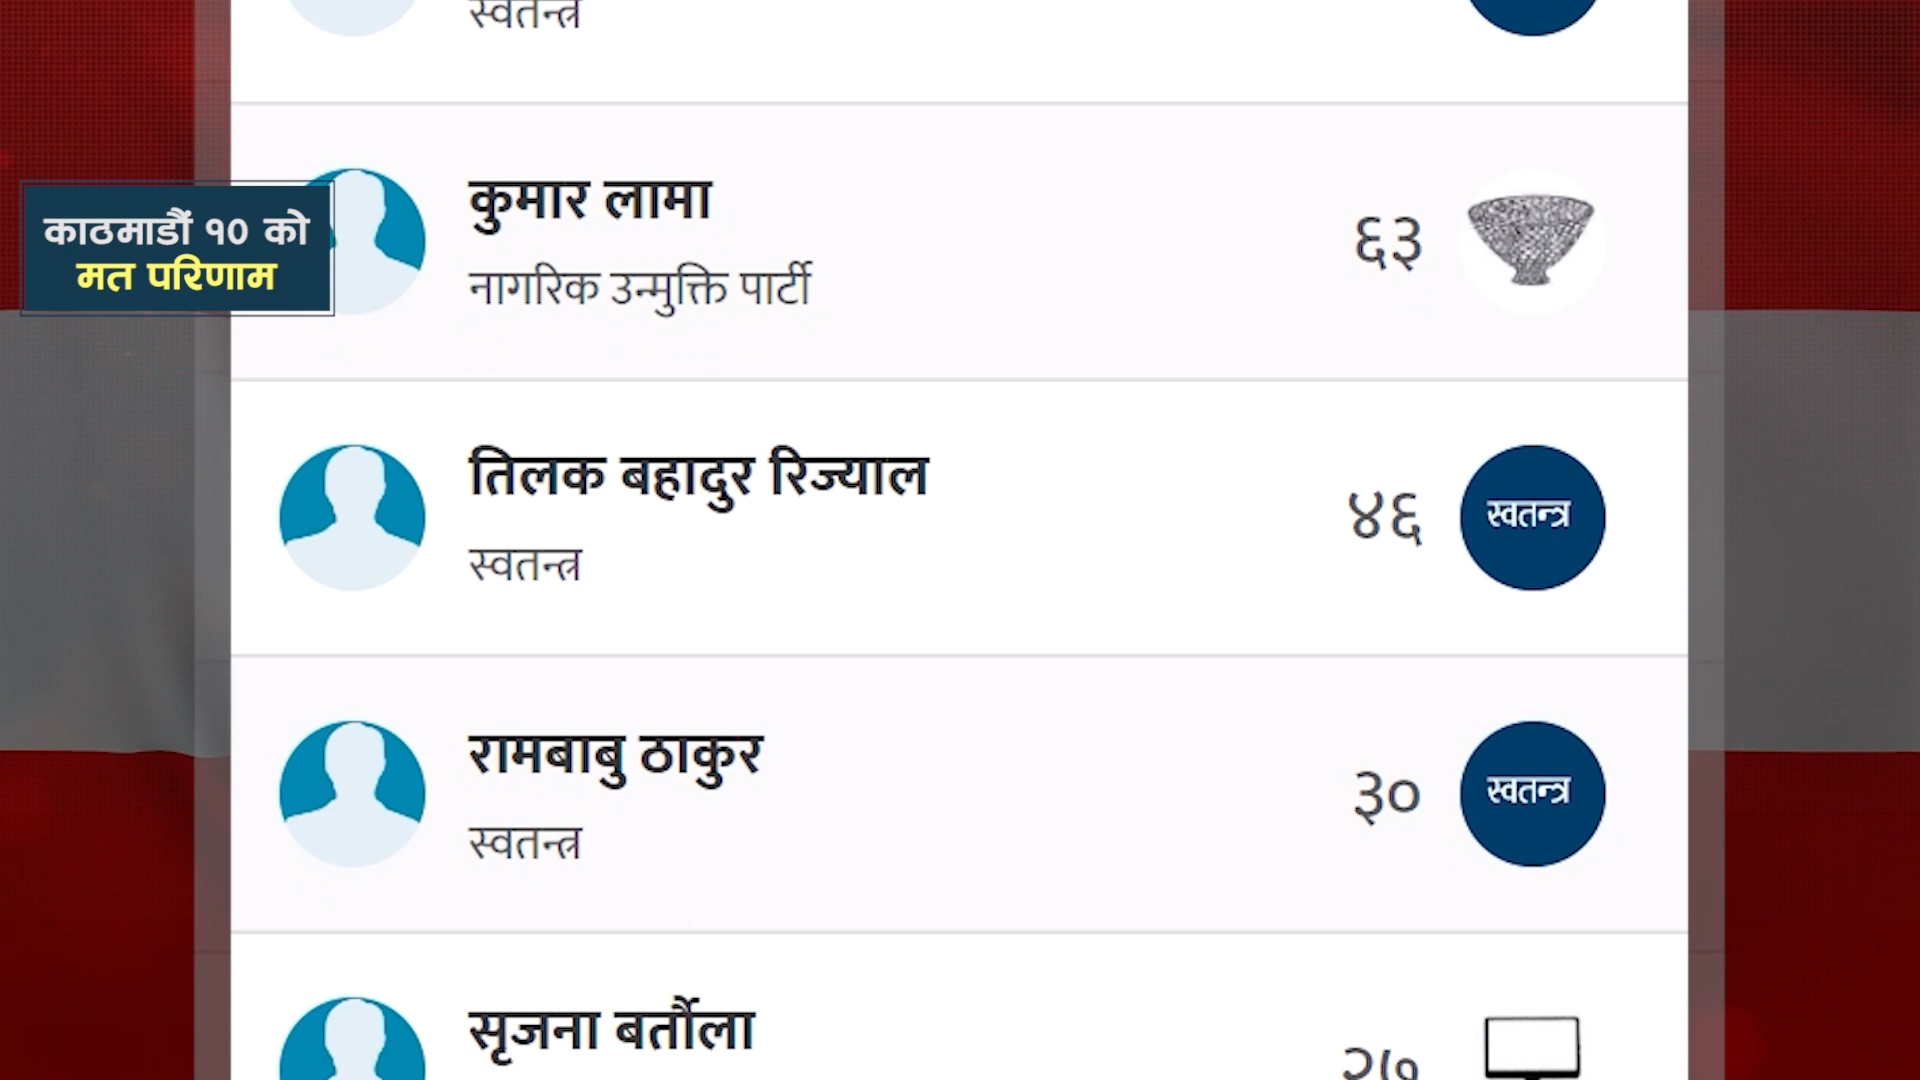 स्वतन्त्र
काठमाडौं १० को
मत परिणाम
कुमार लामा
६३
नागरिक उन्मुक्ति पार्टी
तिलक बहादुर रिज्याल
४६
स्वतन्त्र
स्वतन्त्र
रामबाबु ठाकुर
३०
स्वतन्त्र
स्वतन्त्र
सृजना बर्तौला